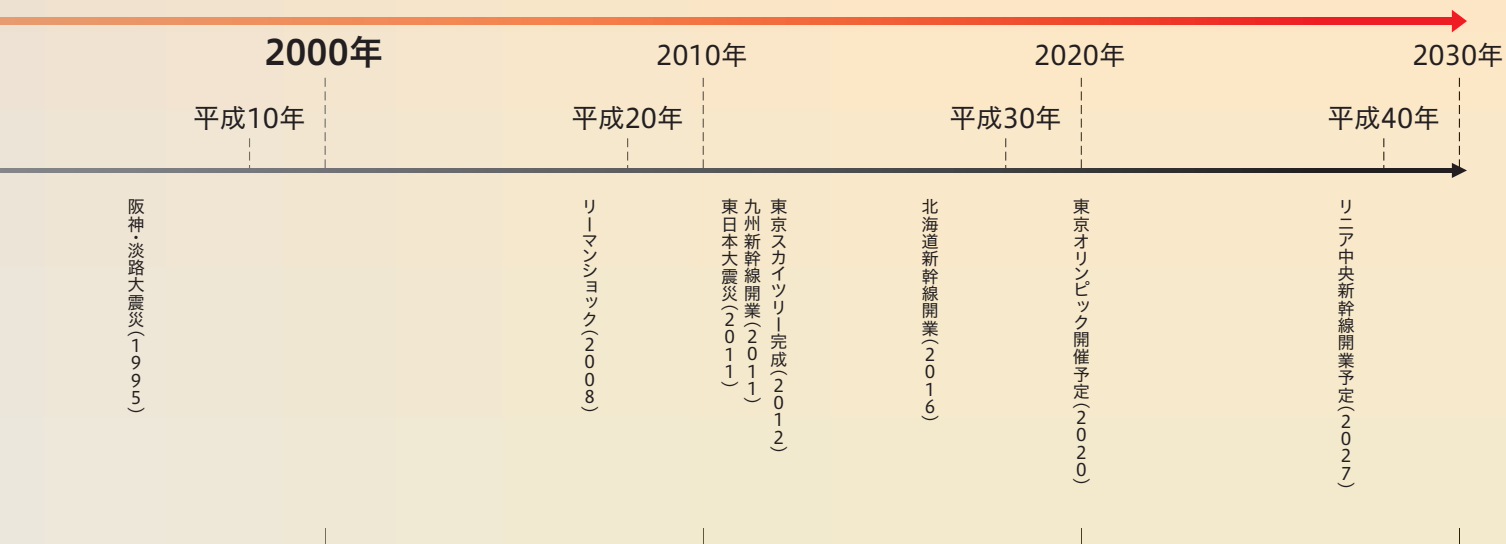 2000年
2010年
2020年
2030年
平成10年
平成20年
平成30年
平成40年
阪神・淡路大震災(1995)
リーマンショック(2008)
東日本大震災(2011)
九州新幹線開業(2011)
東京スカイツリー完成(2012)
北海道新幹線開業(2016)
東京オリンピック開催予定(2020)
リニア中央新幹線開業予定(2027)